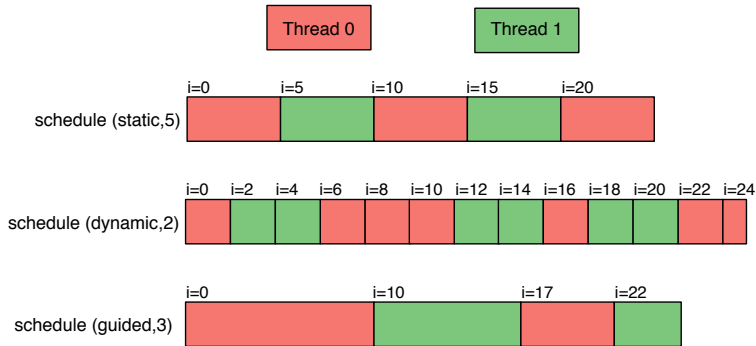 Thread 0 Thread 1
i=0 i=5 i=10 i=15 i=20
schedule (static,5)
i=0 i=2 i=4 i=6 i=8 i=10 i=12 i=14 i=16 i=18 i=20 i=22 i=24
schedule (dynamic,2)
i=0 i=10 i=17 i=22
schedule (guided,3)